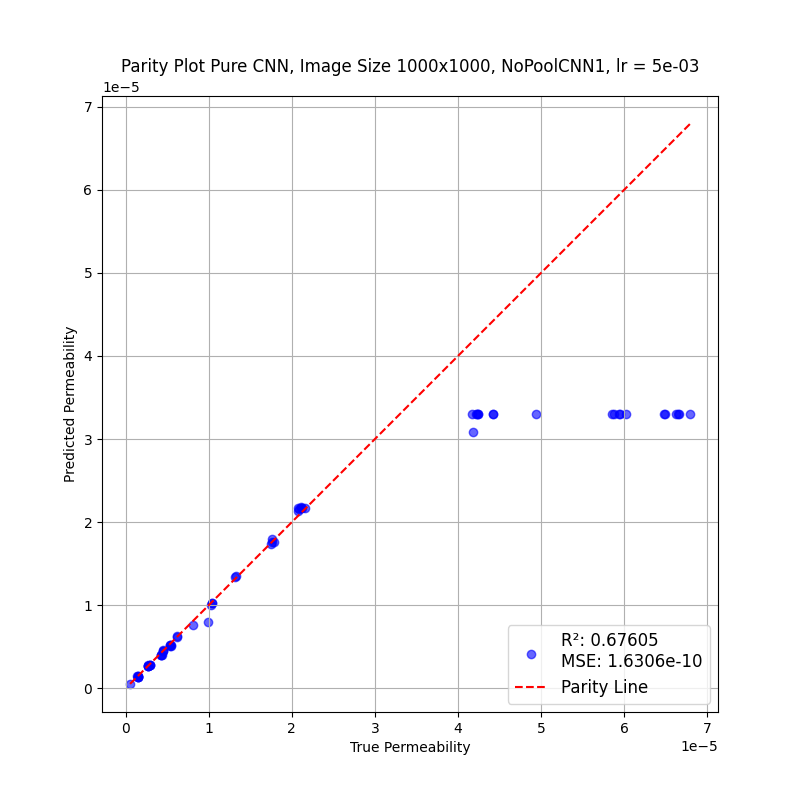 Parity Plot Pure CNN, Image Size 1000x1000, NoPoolCNN1, lr = 5e-03
1e−5
7
6
5
4
3
2
1
0
Predicted Permeability
R²: 0.67605
MSE: 1.6306e-10
Parity Line
0 1 2 3 4 5 6 7
True Permeability
1e−5